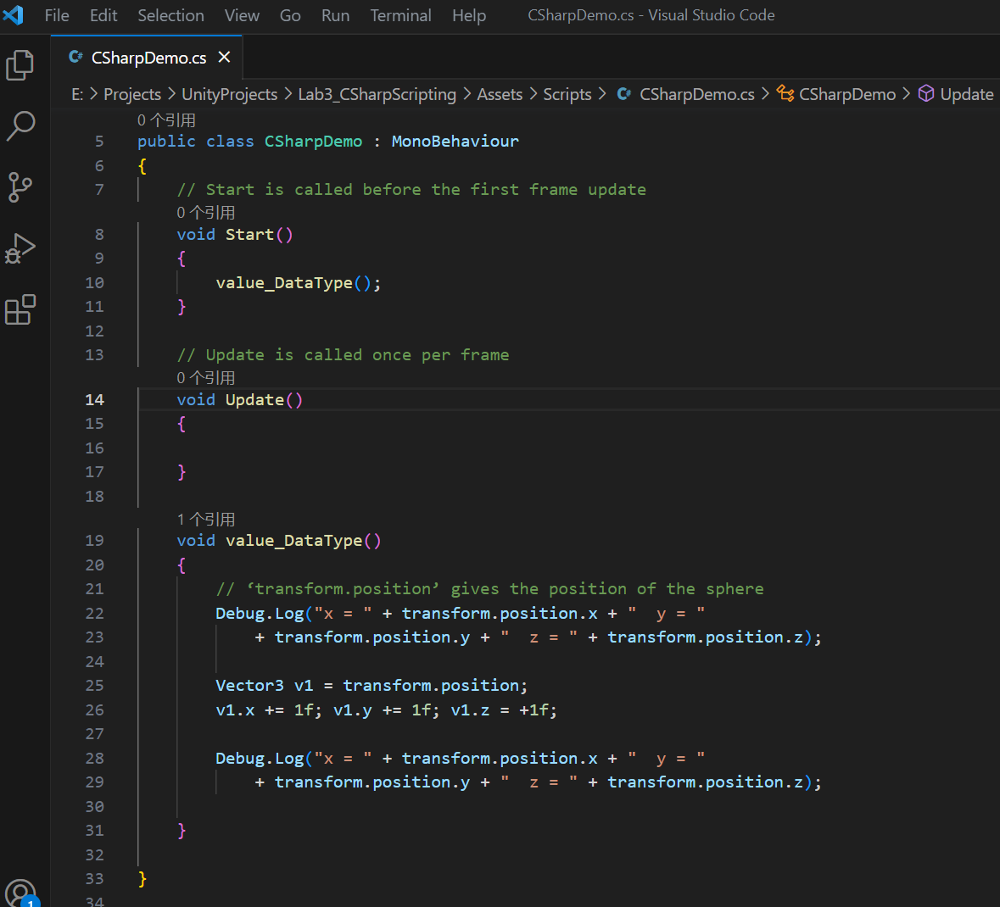 File Edit Selection View Go Run Terminal Help CSharpDemo.cs - Visual Studio Code
C# CSharpDemo.cs ×
E: > Projects > UnityProjects > Lab3_CSharpScripting > Assets > Scripts > C# CSharpDemo.cs > CSharpDemo > Update
0 个引用
5 public class CSharpDemo : MonoBehaviour
6 {
7 // Start is called before the first frame update
0 个引用
8 void Start()
9 {
10 value_DataType();
11 }
12
13 // Update is called once per frame
0 个引用
14 void Update()
15 {
16
17 }
18
1 个引用
19 void value_DataType()
20 {
21 // ‘transform.position’ gives the position of the sphere
22 Debug.Log("x = " + transform.position.x + "  y = "
23 + transform.position.y + "  z = " + transform.position.z);
24
25 Vector3 v1 = transform.position;
26 v1.x += 1f; v1.y += 1f; v1.z = +1f;
27
28 Debug.Log("x = " + transform.position.x + "  y = "
29 + transform.position.y + "  z = " + transform.position.z);
30
31 }
32
33 }
34
1